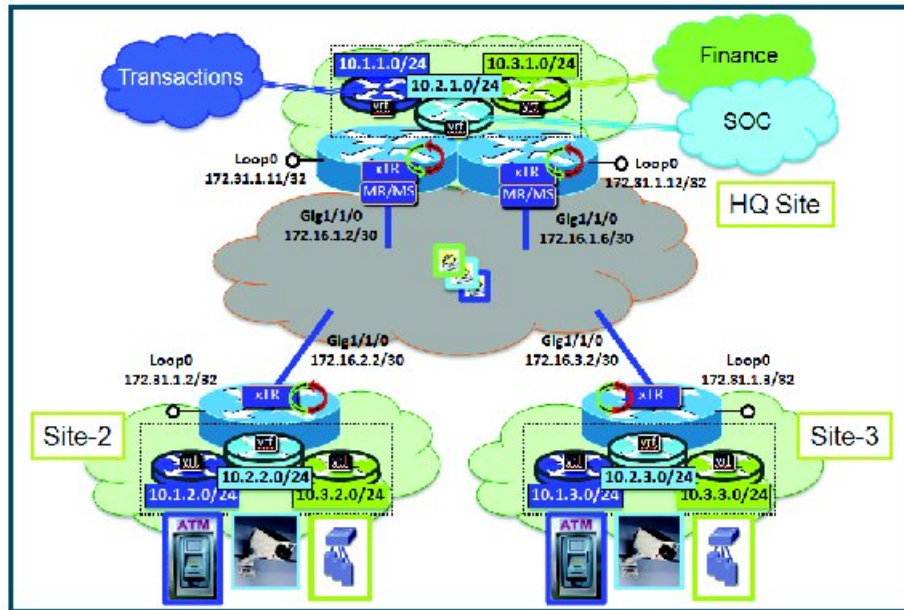 10.1.1.0/24
10.3.1.0/24
Transactions
10.2.1.0/24
Finance
vrf
vrf
vrf
SOC
Loop0
172.31.1.11/32
xTR
MR/MS
xTR
MR/MS
Loop0
172.31.1.12/32
HQ Site
Gig1/1/0
172.16.1.2/30
Gig1/1/0
172.16.1.6/30
Gig1/1/0
172.16.2.2/30
Gig1/1/0
172.16.3.2/30
Loop0
172.31.1.2/32
Loop0
172.31.1.3/32
xTR
xTR
Site-2
Site-3
vrf
vrf
vrf
vrf
vrf
vrf
10.2.2.0/24
10.2.3.0/24
10.1.2.0/24
10.3.2.0/24
10.1.3.0/24
10.3.3.0/24
ATM
ATM